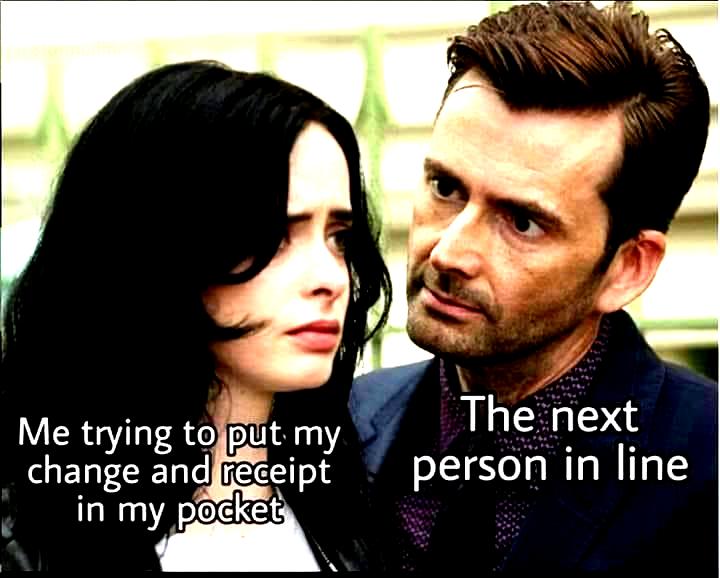 Me trying to put my
change and receipt
in my pocket
The next
person in line